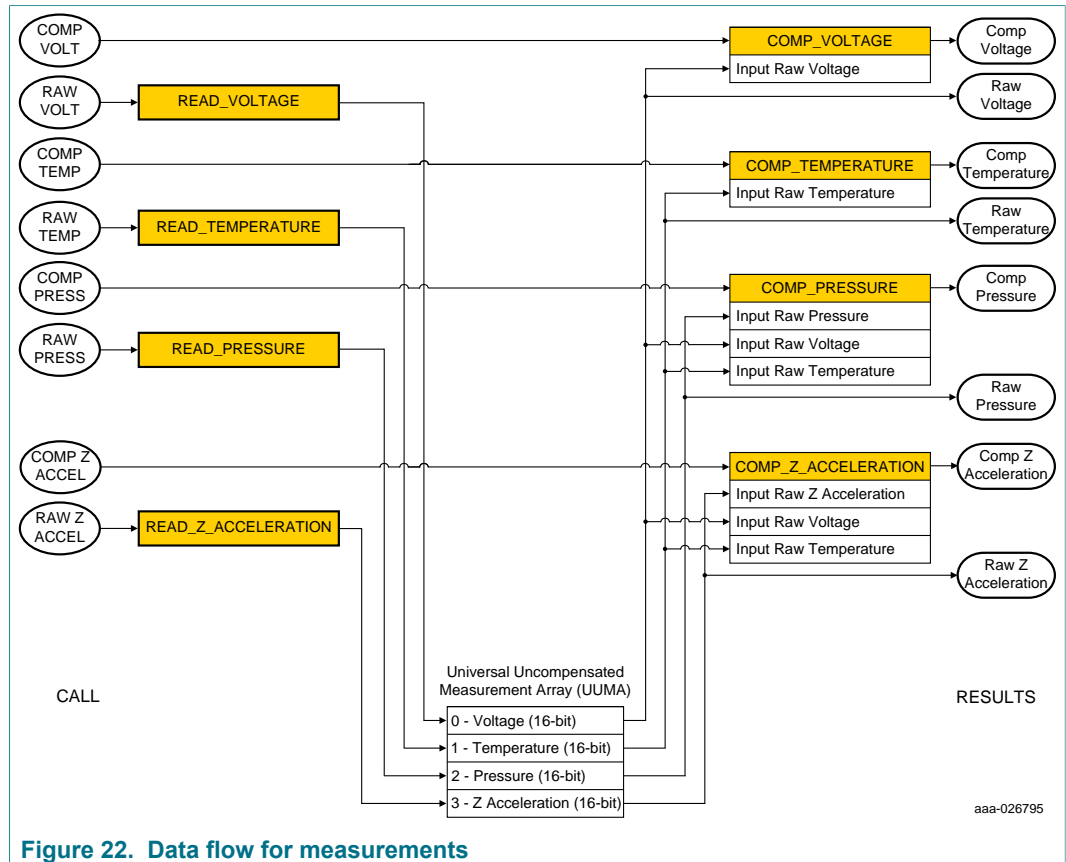 COMP
VOLT
COMP_VOLTAGE
Comp
Voltage
Input Raw Voltage
RAW
VOLT
READ_VOLTAGE
Raw
Voltage
COMP
TEMP
COMP_TEMPERATURE
Comp
Temperature
Input Raw Temperature
RAW
TEMP
READ_TEMPERATURE
Raw
Temperature
COMP
PRESS
COMP_PRESSURE
Comp
Pressure
Input Raw Pressure
RAW
PRESS
READ_PRESSURE
Input Raw Voltage
Input Raw Temperature
Raw
Pressure
COMP Z
ACCEL
COMP_Z_ACCELERATION
Comp Z
Acceleration
Input Raw Z Acceleration
RAW Z
ACCEL
READ_Z_ACCELERATION
Input Raw Voltage
Input Raw Temperature
Raw Z
Acceleration
CALL
Universal Uncompensated
Measurement Array (UUMA)
RESULTS
0 - Voltage (16-bit)
1 - Temperature (16-bit)
2 - Pressure (16-bit)
3 - Z Acceleration (16-bit)
aaa-026795
Figure 22. Data flow for measurements